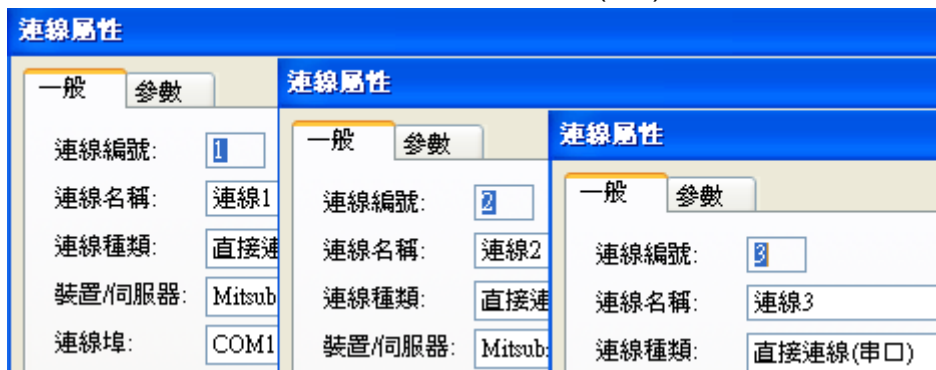 連線屬性
一般 參數
連線編號: 1
連線名稱: 連線1
連線種類: 直接連
裝置/伺服器: Mitsub
連線埠: COM1
連線屬性
一般 參數
連線編號: 2
連線名稱: 連線2
連線種類: 直接連
裝置/伺服器: Mitsub
連線屬性
一般 參數
連線編號: 3
連線名稱: 連線3
連線種類: 直接連線(串口)